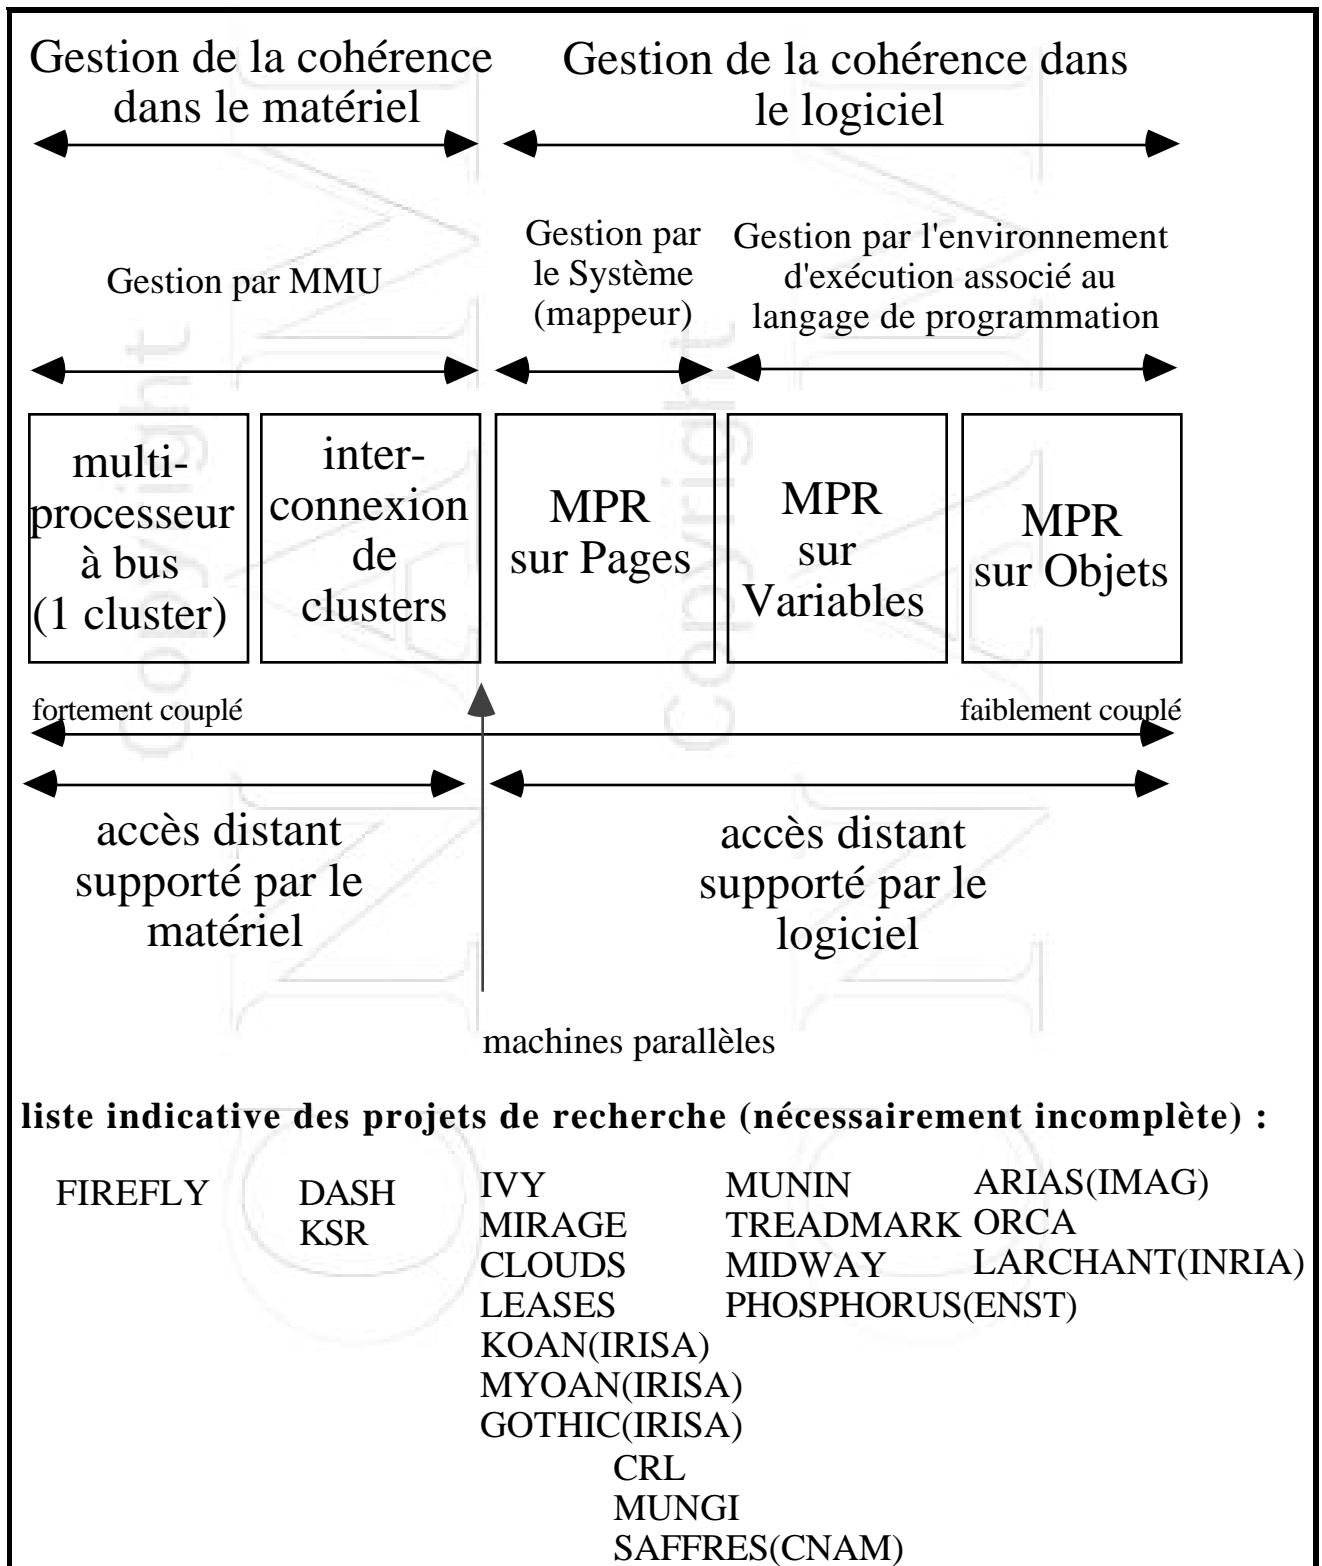 Gestion de la cohérence
dans le matériel
Gestion de la cohérence dans
le logiciel
Gestion par MMU
Gestion par
le Système
(mappeur)
Gestion par l'environnement
d'exécution associé au
langage de programmation
multi-
processeur
à bus
(1 cluster)
inter-
connexion
de
clusters
MPR
sur Pages
MPR
sur
Variables
MPR
sur Objets
fortement couplé
faiblement couplé
accès distant
supporté par le
matériel
accès distant
supporté par le
logiciel
machines parallèles
liste indicative des projets de recherche (nécessairement incomplète) :
FIREFLY
DASH
KSR
IVY
MIRAGE
CLOUDS
LEASES
KOAN(IRISA)
MYOAN(IRISA)
GOTHIC(IRISA)
MUNIN
TREADMARK
MIDWAY
PHOSPHORUS(ENST)
ARIAS(IMAG)
ORCA
LARCHANT(INRIA)
CRL
MUNGI
SAFFRES(CNAM)
Copyright
CNAM
Copyright
CNAM